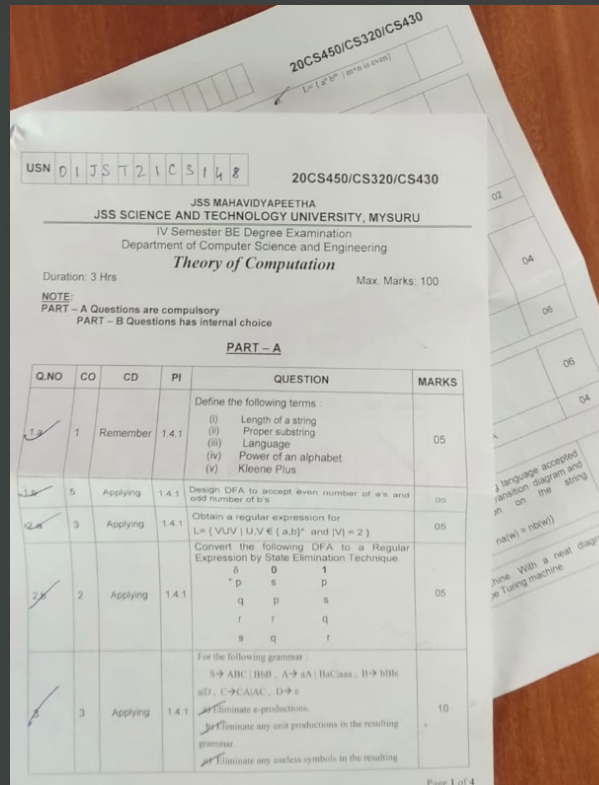 20CS450/CS320/CS430
L= { aⁿ bᵐ | m+n is even}
02
04
06
06
04
language accepted
transition diagram and
on the string
na(w) = nb(w)}
hine. With a neat diagr
Turing machine
USN 01JST21CS148
20CS450/CS320/CS430
JSS MAHAVIDYAPEETHA
JSS SCIENCE AND TECHNOLOGY UNIVERSITY, MYSURU
IV Semester BE Degree Examination
Department of Computer Science and Engineering
Theory of Computation
Duration: 3 Hrs Max. Marks: 100
NOTE:
PART – A Questions are compulsory
PART – B Questions has internal choice
PART – A
Q.NO CO CD PI QUESTION MARKS
Define the following terms :
(i) Length of a string
(ii) Proper substring
1a 1 Remember 1.4.1 (iii) Language 05
(iv) Power of an alphabet
(v) Kleene Plus
1b 5 Applying 1.4.1 Design DFA to accept even number of a's and
odd number of b's 05
2a 3 Applying 1.4.1 Obtain a regular expression for 05
L= { VUV | U,V € {a,b}* and |V| = 2 }
Convert the following DFA to a Regular
Expression by State Elimination Technique.
δ 0 1
*p s p
2b 2 Applying 1.4.1 q p s 05
r r q
s q r
For the following grammar :
S→ ABC | BbB , A→ aA | BaC|aaa , B→ bBb|
a|D , C→CA|AC , D→ ε
3 3 Applying 1.4.1 a) Eliminate ε-productions. 10
b) Eliminate any unit productions in the resulting
grammar.
c) Eliminate any useless symbols in the resulting
Page 1 of 4